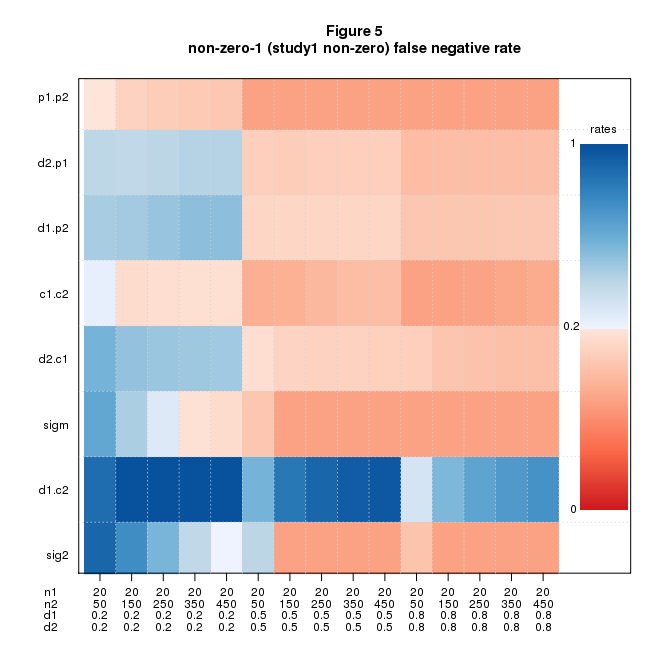 Figure 5
non-zero-1 (study1 non-zero) false negative rate
p1.p2
rates
1
d2.p1
d1.p2
c1.c2
0.2
d2.c1
sigm
d1.c2
0
sig2
n1 20 20 20 20 20 20 20 20 20 20 20 20 20 20 20
n2 50 150 250 350 450 50 150 250 350 450 50 150 250 350 450
d1 0.2 0.2 0.2 0.2 0.2 0.5 0.5 0.5 0.5 0.5 0.8 0.8 0.8 0.8 0.8
d2 0.2 0.2 0.2 0.2 0.2 0.5 0.5 0.5 0.5 0.5 0.8 0.8 0.8 0.8 0.8